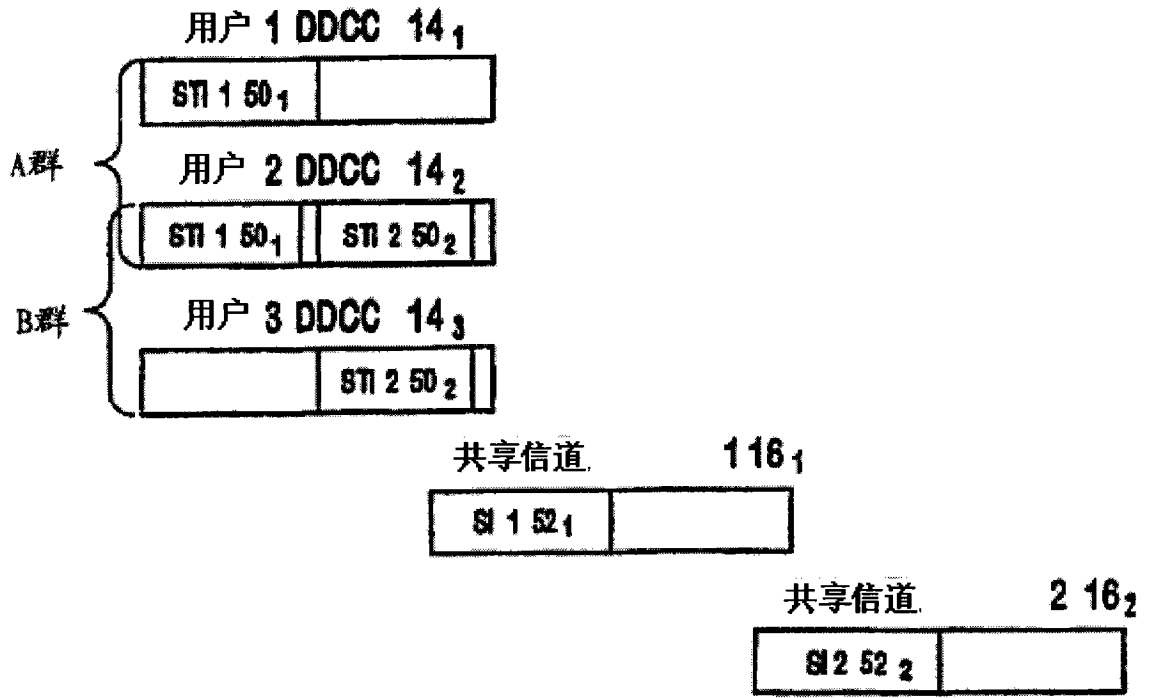 用户 1 DDCC 14₁
STI 1 50₁
A群
用户 2 DDCC 14₂
STI 1 50₁ STI 2 50₂
B群
用户 3 DDCC 14₃
STI 2 50₂
共享信道 1 16₁
SI 1 52₁
共享信道 2 16₂
SI 2 52₂